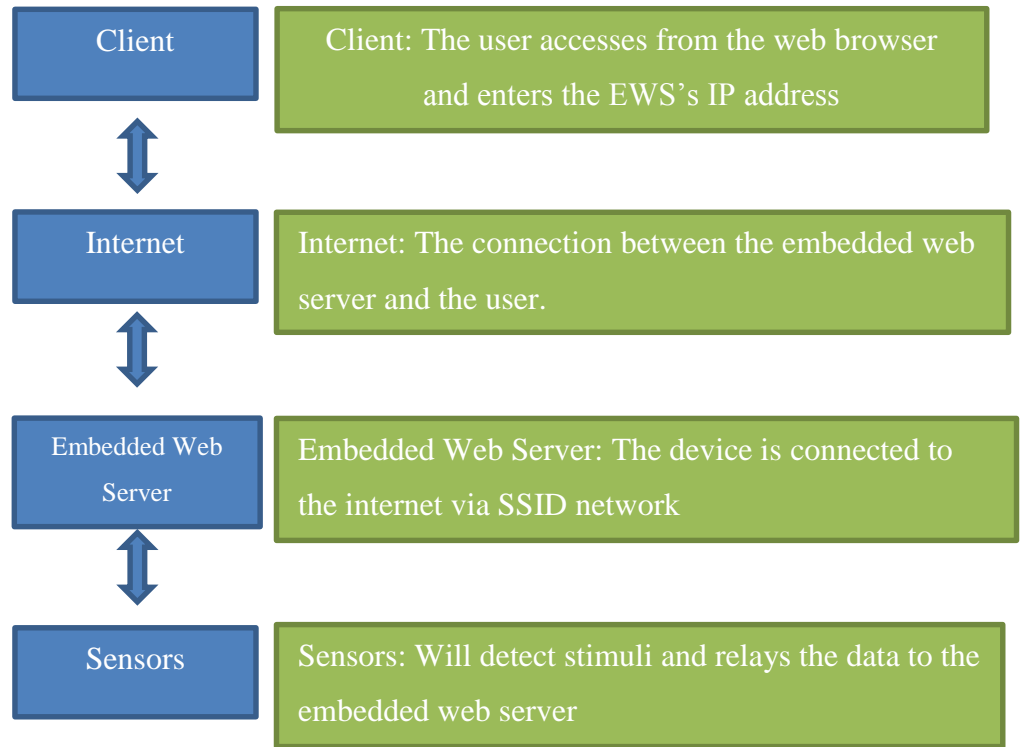 Client
Client: The user accesses from the web browser
and enters the EWS’s IP address
Internet
Internet: The connection between the embedded web
server and the user.
Embedded Web
Server
Embedded Web Server: The device is connected to
the internet via SSID network
Sensors
Sensors: Will detect stimuli and relays the data to the
embedded web server